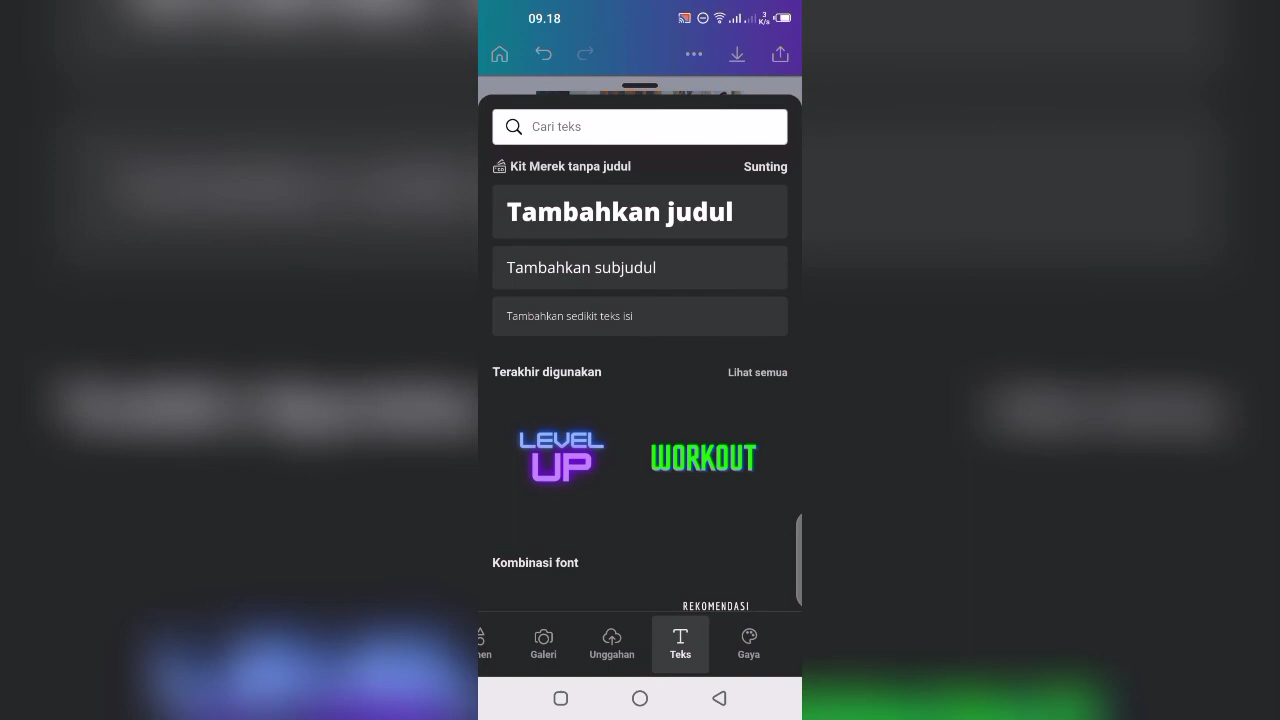 09.18
3
K/s
Cari teks
Kit Merek tanpa judul
Sunting
Tambahkan judul
Tambahkan subjudul
Tambahkan sedikit teks isi
Terakhir digunakan
Lihat semua
LEVEL
UP
WORKOUT
Kombinasi font
REKOMENDASI
Galeri
Unggahan
Teks
Gaya